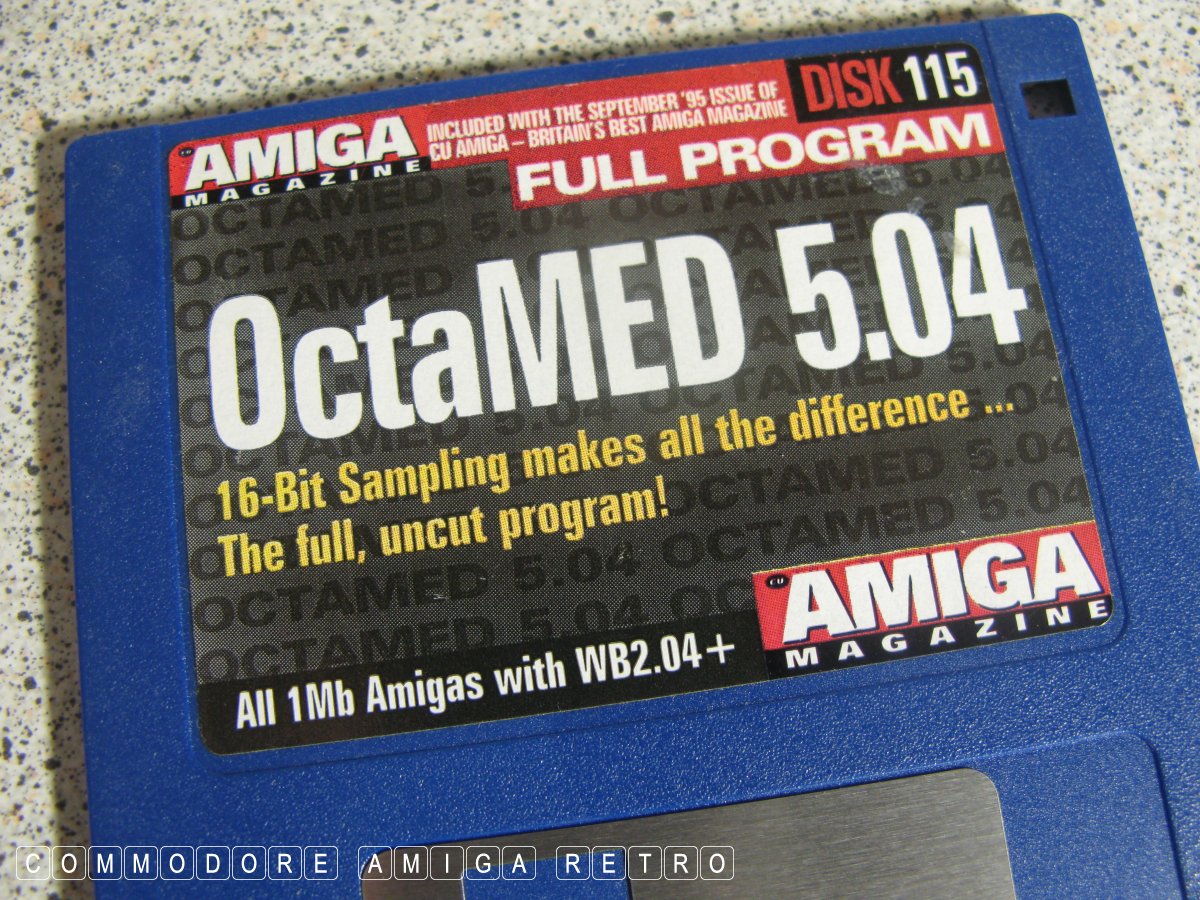 CU AMIGA
MAGAZINE
INCLUDED WITH THE SEPTEMBER '95 ISSUE OF
CU AMIGA – BRITAIN'S BEST AMIGA MAGAZINE
DISK 115
FULL PROGRAM
OctaMED 5.04
16-Bit Sampling makes all the difference ...
The full, uncut program!
All 1Mb Amigas with WB2.04+
CU AMIGA
MAGAZINE
COMMODORE AMIGA RETRO